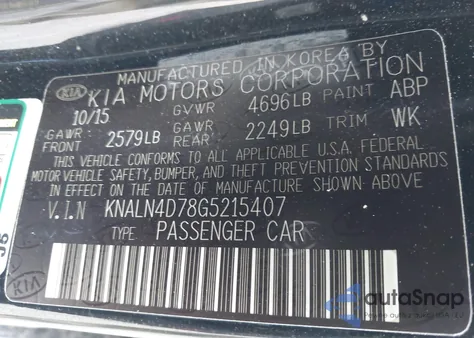 MANUFACTURED IN KOREA BY
KIA KIA MOTORS CORPORATION
10/15 GVWR 4696LB PAINT ABP
GAWR FRONT 2579LB GAWR REAR 2249LB TRIM WK
THIS VEHICLE CONFORMS TO ALL APPLICABLE U.S.A. FEDERAL
MOTOR VEHICLE SAFETY, BUMPER, AND THEFT PREVENTION STANDARDS
IN EFFECT ON THE DATE OF MANUFACTURE SHOWN ABOVE.
V.I.N KNALN4D78G5215407
TYPE PASSENGER CAR
KIA
autoSnap